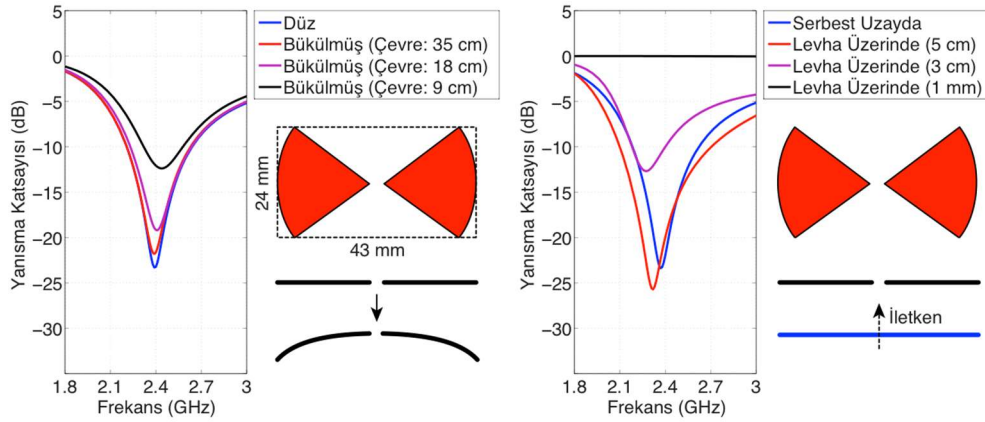 5
0
−5
−10
−15
−20
−25
−30
1.8
2.1
2.4
2.7
3
Yanısma Katsayısı (dB)
Frekans (GHz)
Düz
Bükülmüş (Çevre: 35 cm)
Bükülmüş (Çevre: 18 cm)
Bükülmüş (Çevre: 9 cm)
24 mm
43 mm
5
0
−5
−10
−15
−20
−25
−30
1.8
2.1
2.4
2.7
3
Yanısma Katsayısı (dB)
Frekans (GHz)
Serbest Uzayda
Levha Üzerinde (5 cm)
Levha Üzerinde (3 cm)
Levha Üzerinde (1 mm)
İletken